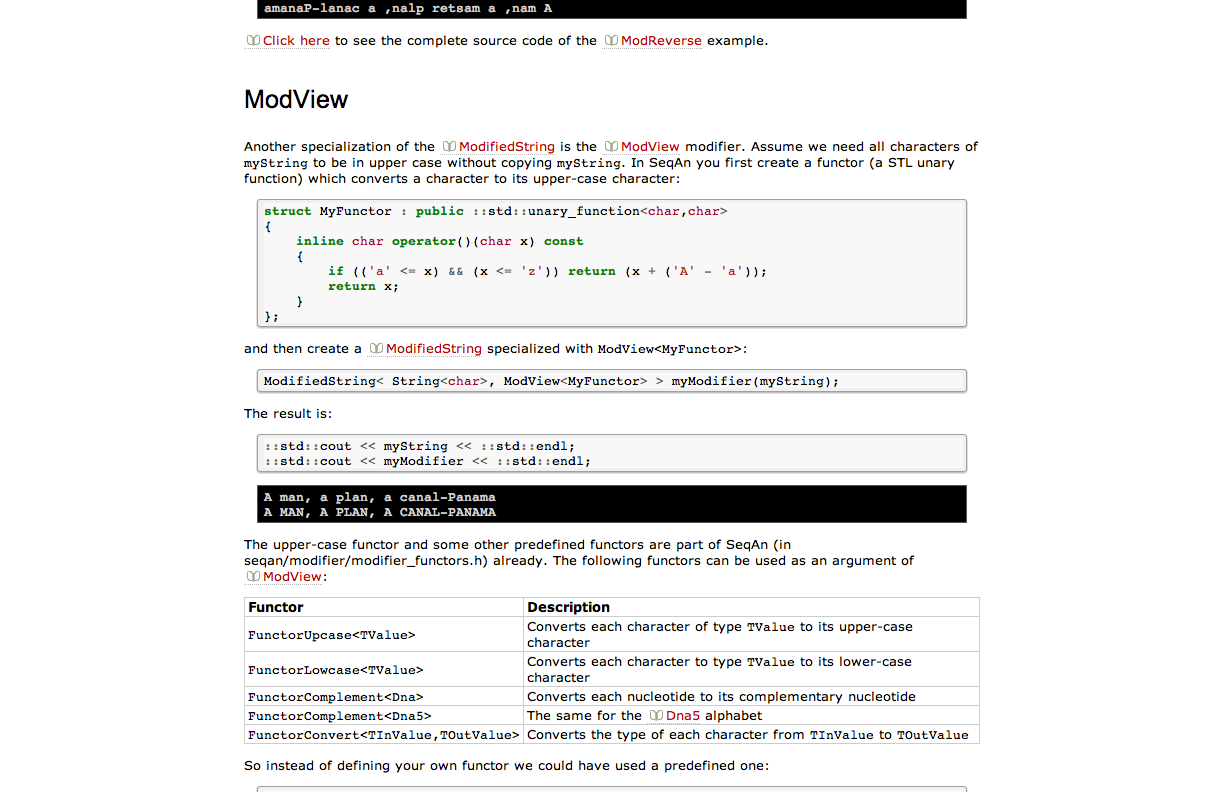 amanaP-lanac a ,nalp retsam a ,nam A
Click here to see the complete source code of the ModReverse example.
ModView
Another specialization of the ModifiedString is the ModView modifier. Assume we need all characters of
myString to be in upper case without copying myString. In SeqAn you first create a functor (a STL unary
function) which converts a character to its upper-case character:
struct MyFunctor : public ::std::unary_function<char,char>
{
    inline char operator()(char x) const
    {
        if (('a' <= x) && (x <= 'z')) return (x + ('A' - 'a'));
        return x;
    }
};
and then create a ModifiedString specialized with ModView<MyFunctor>:
ModifiedString< String<char>, ModView<MyFunctor> > myModifier(myString);
The result is:
::std::cout << myString << ::std::endl;
::std::cout << myModifier << ::std::endl;
A man, a plan, a canal-Panama
A MAN, A PLAN, A CANAL-PANAMA
The upper-case functor and some other predefined functors are part of SeqAn (in
seqan/modifier/modifier_functors.h) already. The following functors can be used as an argument of
ModView:
Functor Description
FunctorUpcase<TValue> Converts each character of type TValue to its upper-case
character
FunctorLowcase<TValue> Converts each character to type TValue to its lower-case
character
FunctorComplement<Dna> Converts each nucleotide to its complementary nucleotide
FunctorComplement<Dna5> The same for the Dna5 alphabet
FunctorConvert<TInValue,TOutValue> Converts the type of each character from TInValue to TOutValue
So instead of defining your own functor we could have used a predefined one: